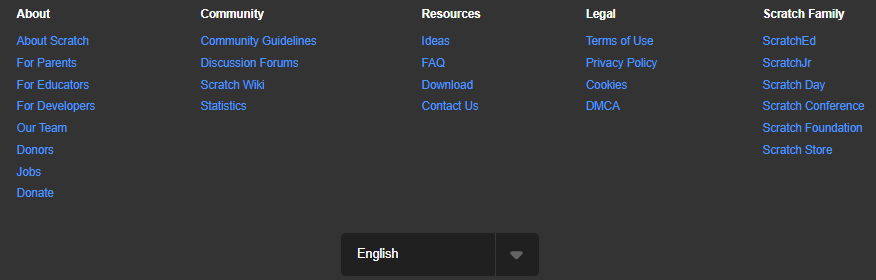 About
About Scratch
For Parents
For Educators
For Developers
Our Team
Donors
Jobs
Donate
Community
Community Guidelines
Discussion Forums
Scratch Wiki
Statistics
Resources
Ideas
FAQ
Download
Contact Us
Legal
Terms of Use
Privacy Policy
Cookies
DMCA
Scratch Family
ScratchEd
ScratchJr
Scratch Day
Scratch Conference
Scratch Foundation
Scratch Store
English